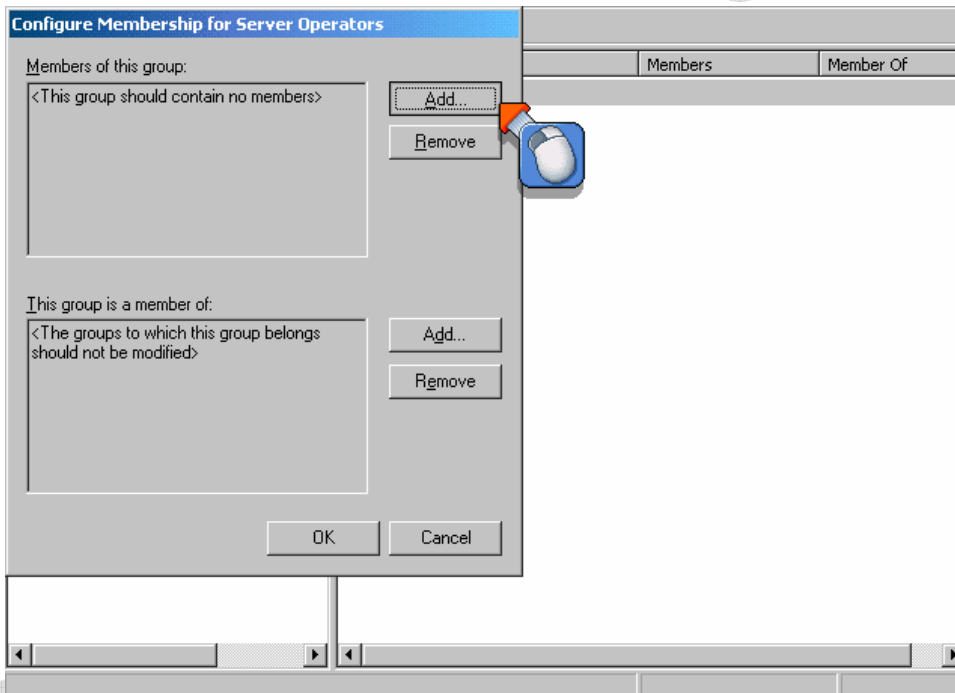 Configure Membership for Server Operators
Members of this group:
<This group should contain no members>
Add...
Remove
This group is a member of:
<The groups to which this group belongs
should not be modified>
Add...
Remove
OK
Cancel
Members
Member Of